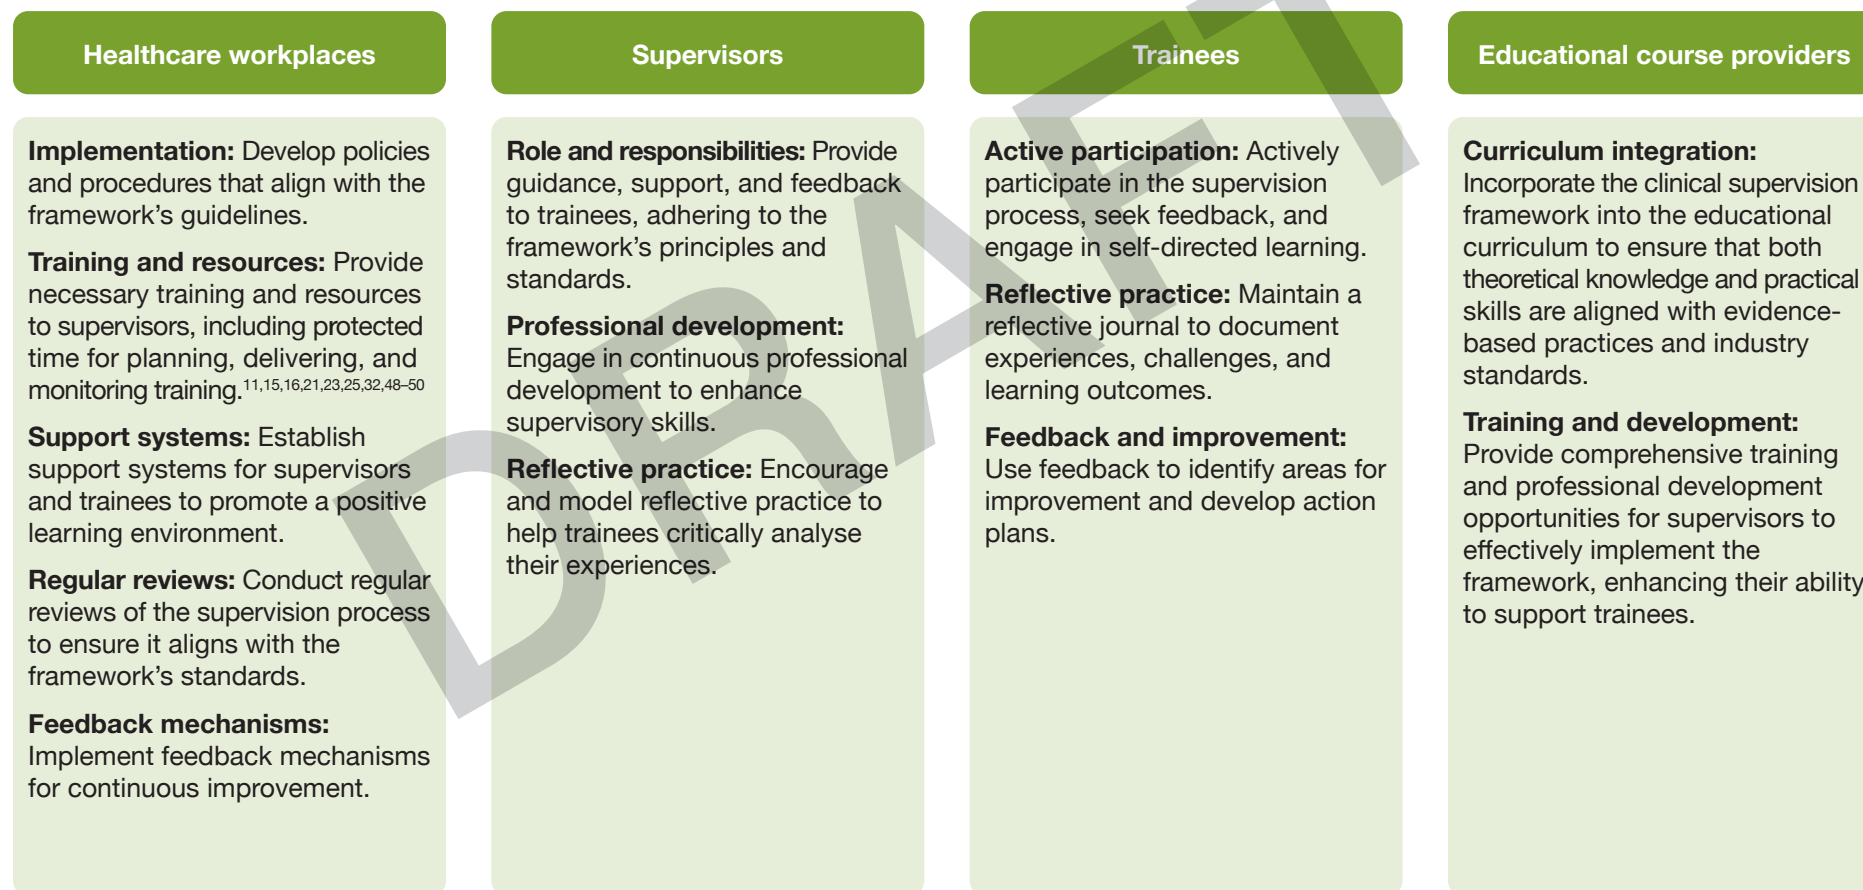 Healthcare workplaces
Implementation: Develop policies
and procedures that align with the
framework’s guidelines.
Training and resources: Provide
necessary training and resources
to supervisors, including protected
time for planning, delivering, and
monitoring training.11,15,16,21,23,25,32,48–50
Support systems: Establish
support systems for supervisors
and trainees to promote a positive
learning environment.
Regular reviews: Conduct regular
reviews of the supervision process
to ensure it aligns with the
framework’s standards.
Feedback mechanisms:
Implement feedback mechanisms
for continuous improvement.
Supervisors
Role and responsibilities: Provide
guidance, support, and feedback
to trainees, adhering to the
framework’s principles and
standards.
Professional development:
Engage in continuous professional
development to enhance
supervisory skills.
Reflective practice: Encourage
and model reflective practice to
help trainees critically analyse
their experiences.
Trainees
Active participation: Actively
participate in the supervision
process, seek feedback, and
engage in self-directed learning.
Reflective practice: Maintain a
reflective journal to document
experiences, challenges, and
learning outcomes.
Feedback and improvement:
Use feedback to identify areas for
improvement and develop action
plans.
Educational course providers
Curriculum integration:
Incorporate the clinical supervision
framework into the educational
curriculum to ensure that both
theoretical knowledge and practical
skills are aligned with evidence-
based practices and industry
standards.
Training and development:
Provide comprehensive training
and professional development
opportunities for supervisors to
effectively implement the
framework, enhancing their ability
to support trainees.
DRAFT